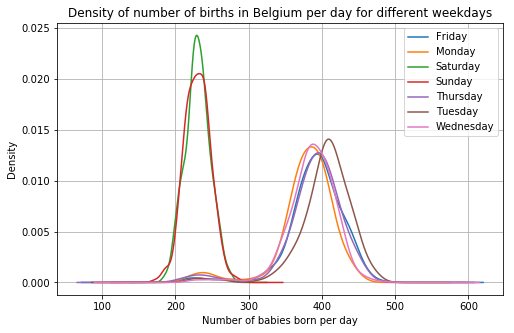 Density of number of births in Belgium per day for different weekdays
0.025
0.020
0.015
0.010
0.005
0.000
Density
Friday
Monday
Saturday
Sunday
Thursday
Tuesday
Wednesday
100 200 300 400 500 600
Number of babies born per day